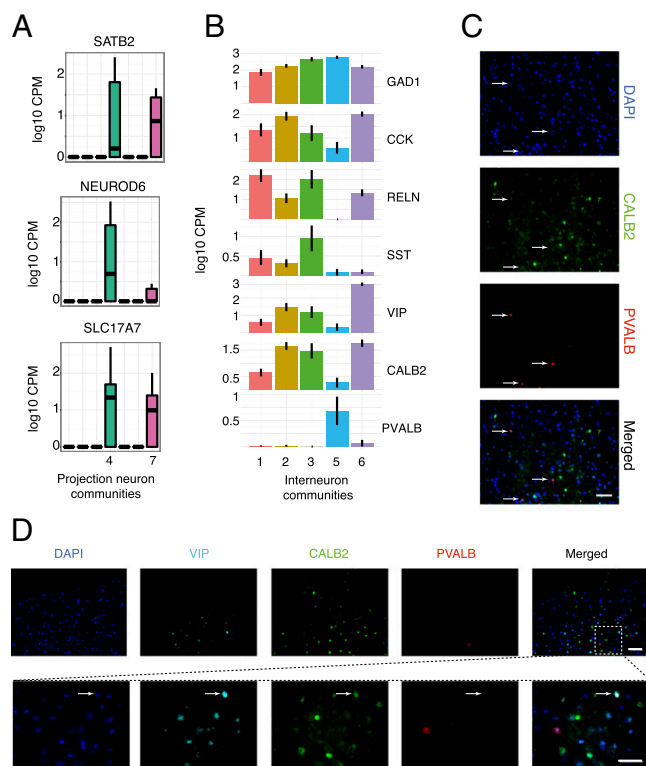 A
SATB2
log10 CPM
2
1
0
NEUROD6
log10 CPM
2
1
0
SLC17A7
log10 CPM
2
1
0
4
7
Projection neuron
communities
B
log10 CPM
3
2
1
GAD1
1
CCK
2
1
RELN
1
0.5
SST
3
2
1
VIP
1.5
0.5
CALB2
1
0.5
PVALB
1
2
3
5
6
Interneuron
communities
C
DAPI
CALB2
PVALB
Merged
D
DAPI
VIP
CALB2
PVALB
Merged